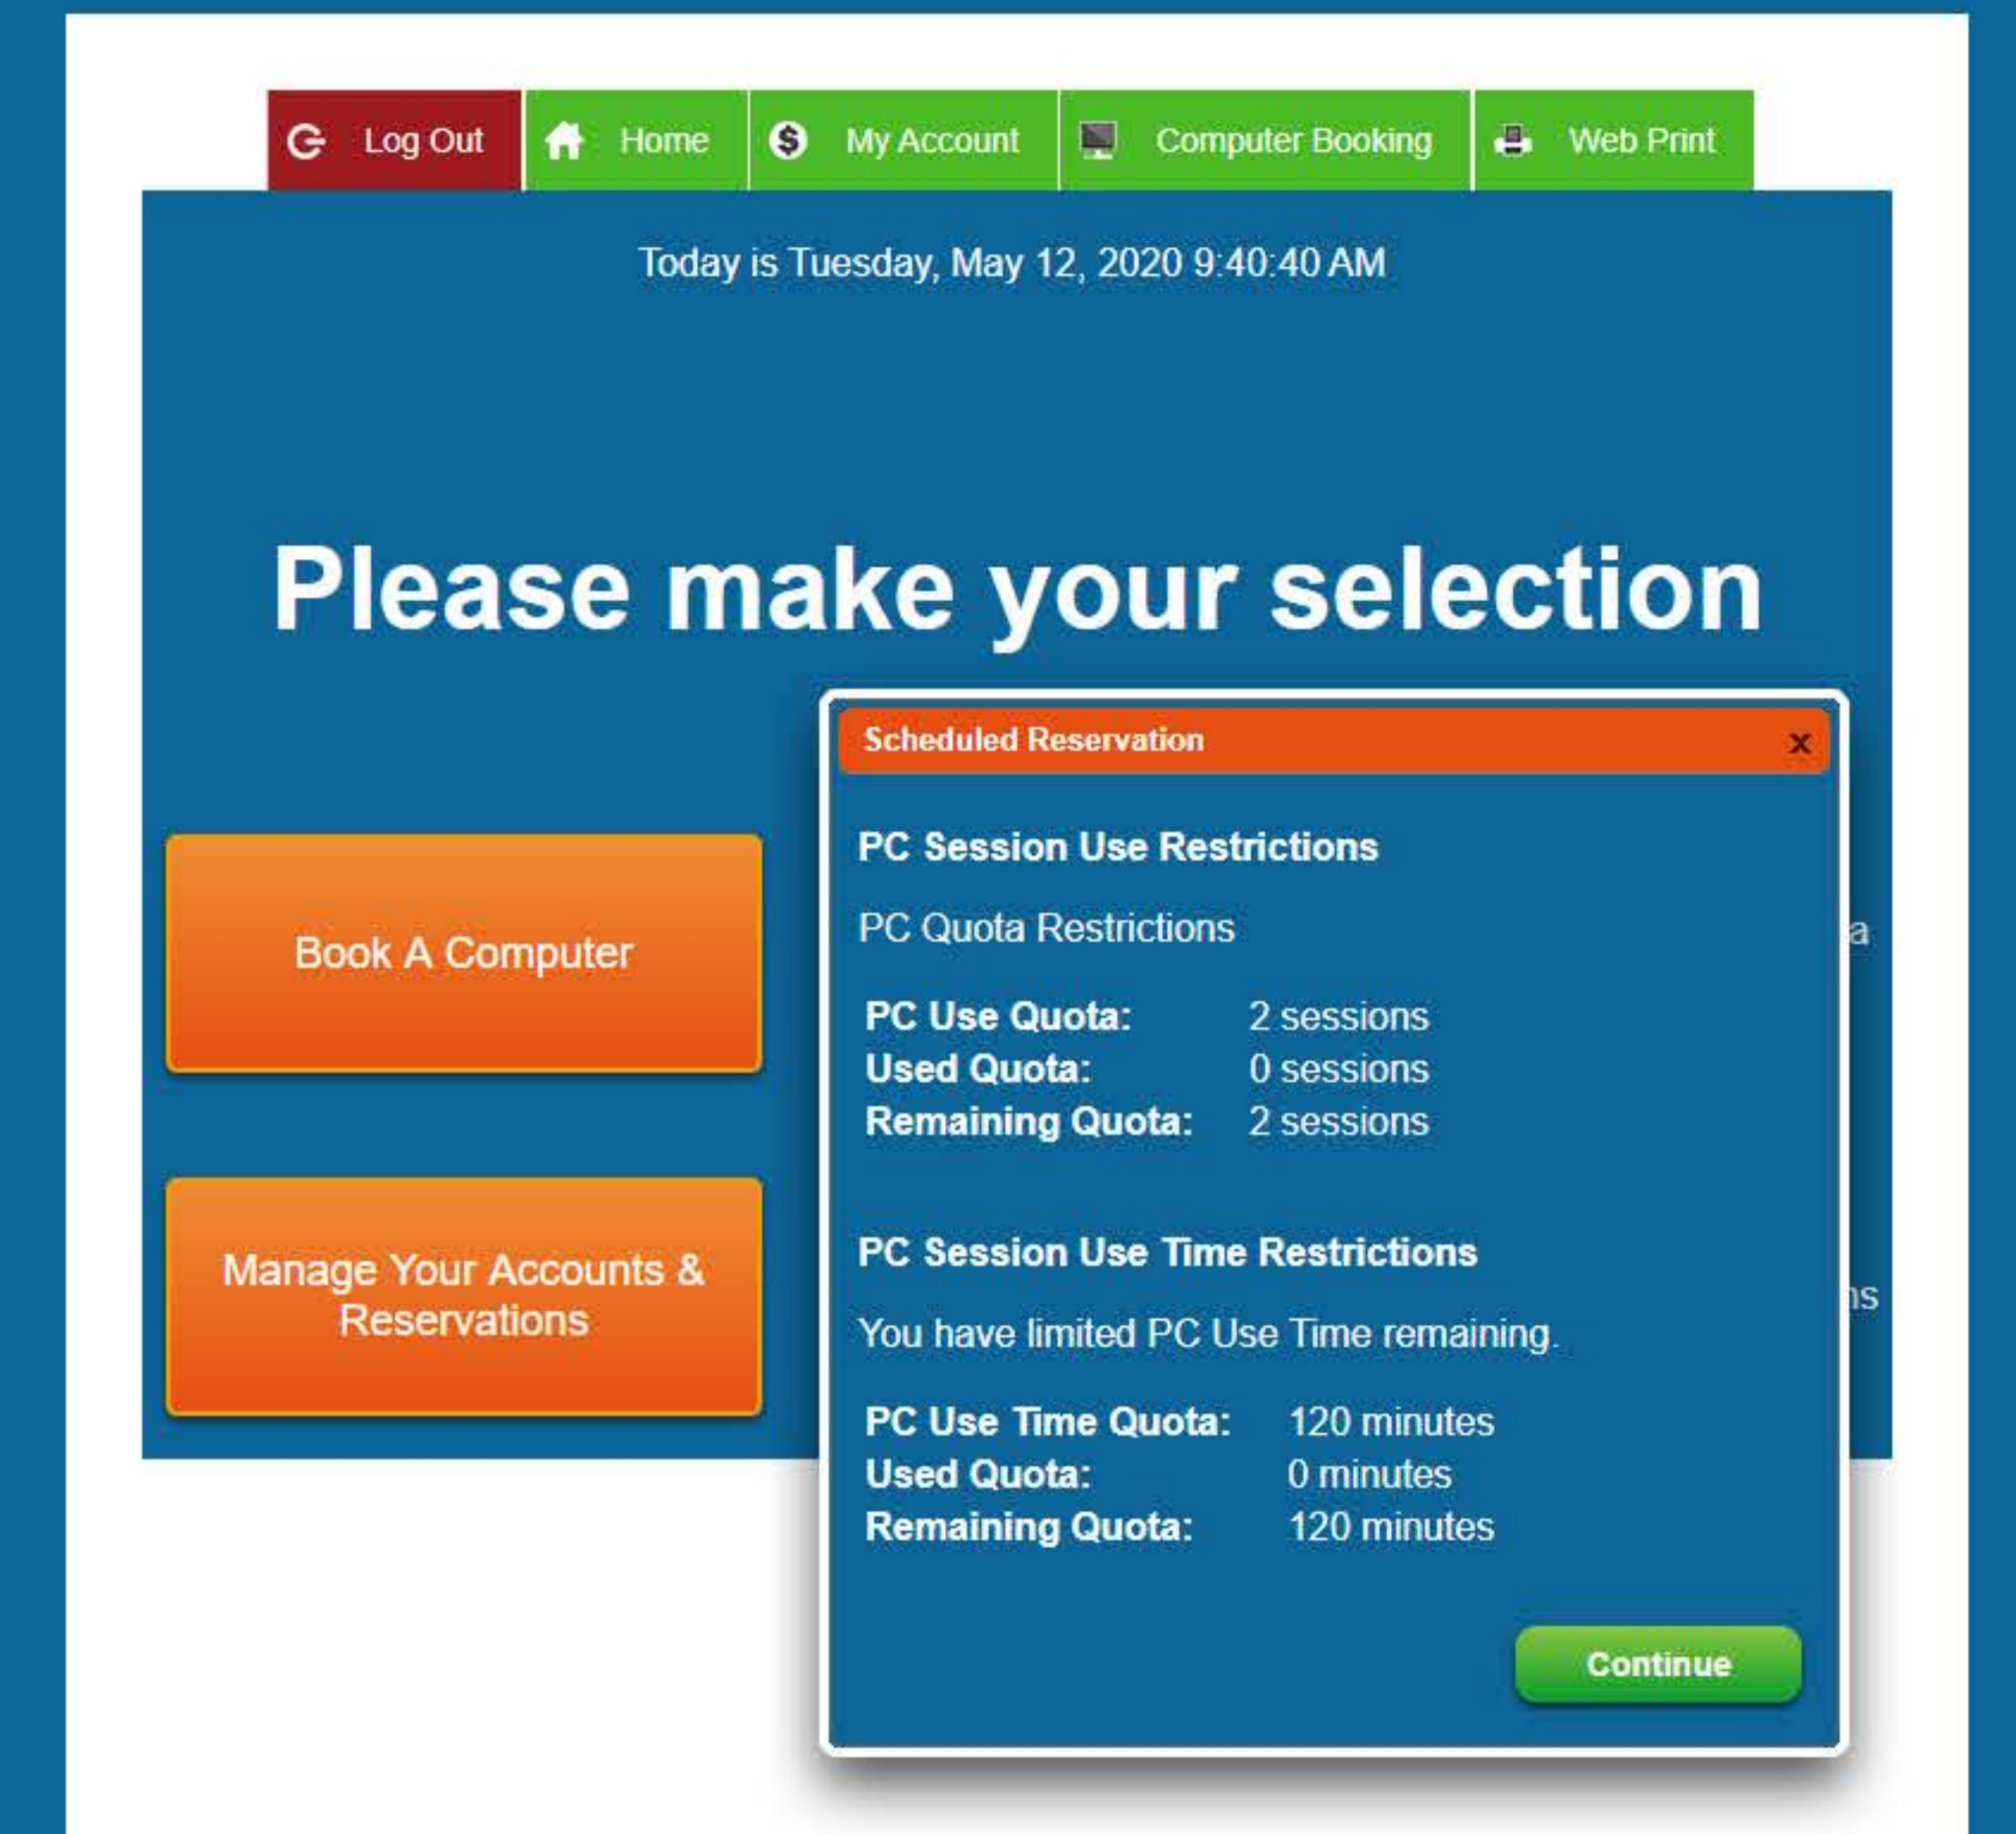 Log Out
Home
My Account
Computer Booking
Web Print
Today is Tuesday, May 12, 2020 9:40:40 AM
Please make your selection
Book A Computer
Manage Your Accounts &
Reservations
Scheduled Reservation
x
PC Session Use Restrictions
PC Quota Restrictions
PC Use Quota: 2 sessions
Used Quota: 0 sessions
Remaining Quota: 2 sessions
PC Session Use Time Restrictions
You have limited PC Use Time remaining.
PC Use Time Quota: 120 minutes
Used Quota: 0 minutes
Remaining Quota: 120 minutes
Continue